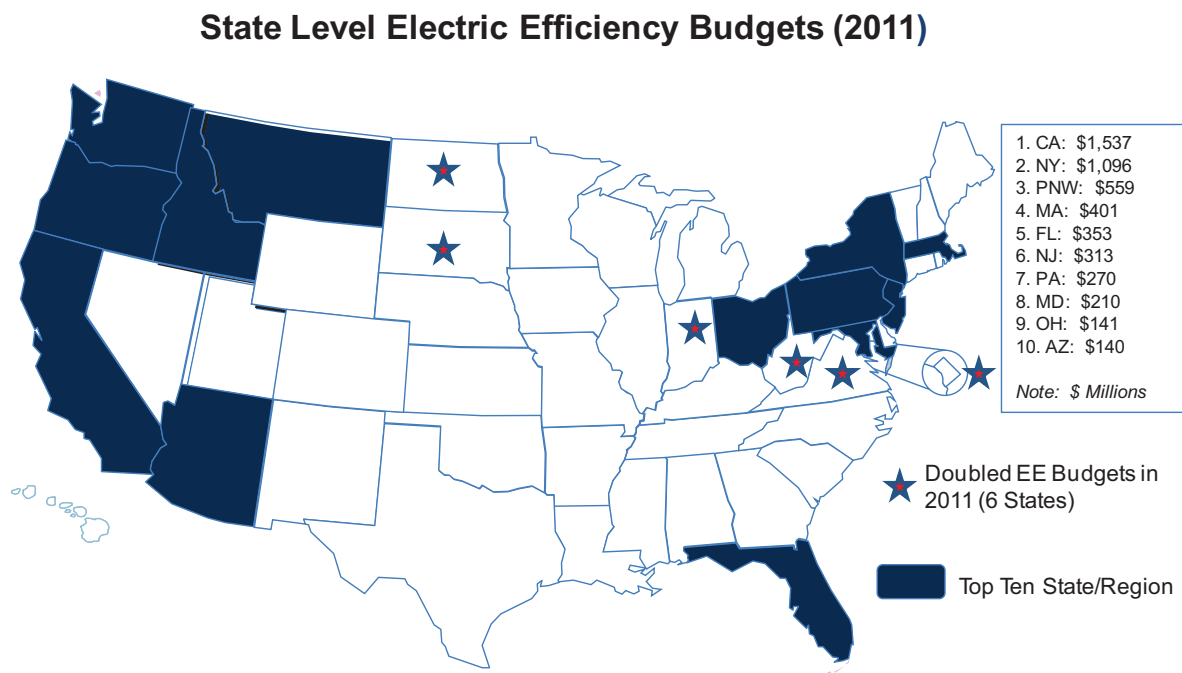 State Level Electric Efficiency Budgets (2011)
1. CA: $1,537
2. NY: $1,096
3. PNW: $559
4. MA: $401
5. FL: $353
6. NJ: $313
7. PA: $270
8. MD: $210
9. OH: $141
10. AZ: $140
Note: $ Millions
Doubled EE Budgets in
2011 (6 States)
Top Ten State/Region